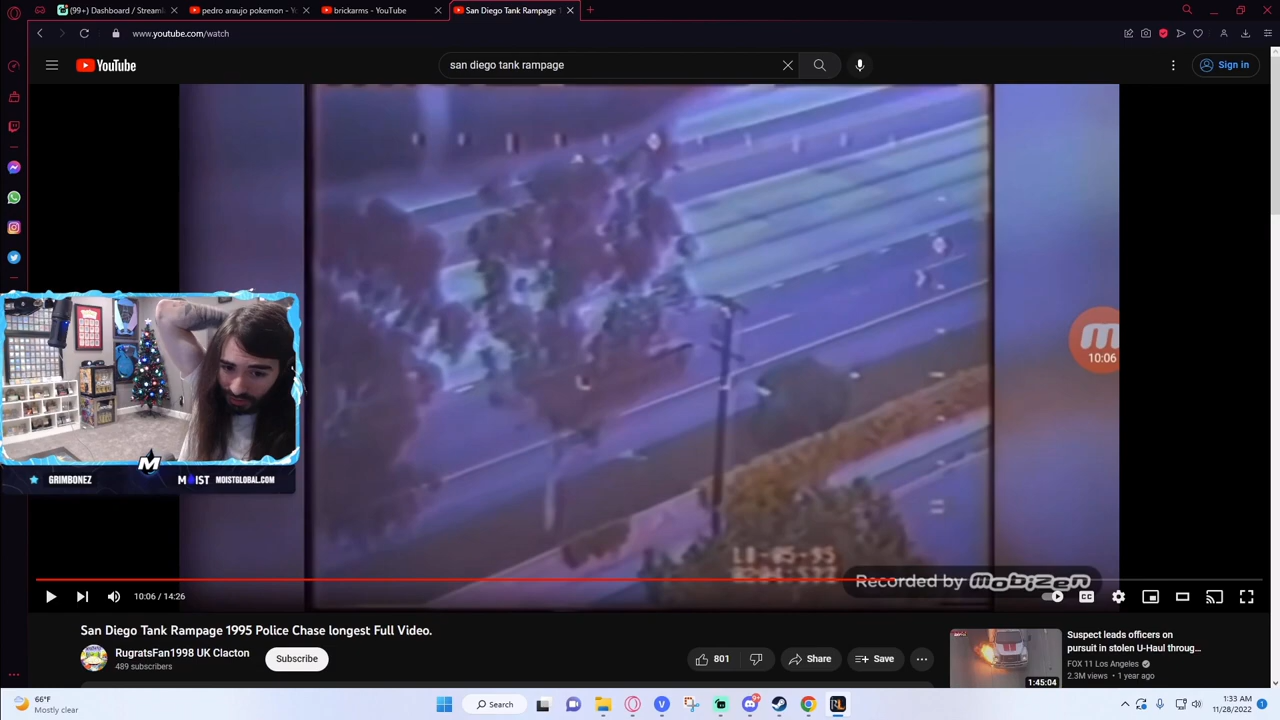 (99+) Dashboard / Streamla
pedro araujo pokemon - Yo
brickarms - YouTube
San Diego Tank Rampage 1
www.youtube.com/watch
YouTube
san diego tank rampage
Sign in
10:06
Recorded by Mobizen
10:06 / 14:26
CC
GRIMBONEZ
M
MOIST
MOISTGLOBAL.COM
San Diego Tank Rampage 1995 Police Chase longest Full Video.
RugratsFan1998 UK Clacton
489 subscribers
Subscribe
801
Share
Save
Suspect leads officers on
pursuit in stolen U-Haul throug...
FOX 11 Los Angeles
2.3M views • 1 year ago
1:45:04
66°F
Mostly clear
Search
1:33 AM
11/28/2022